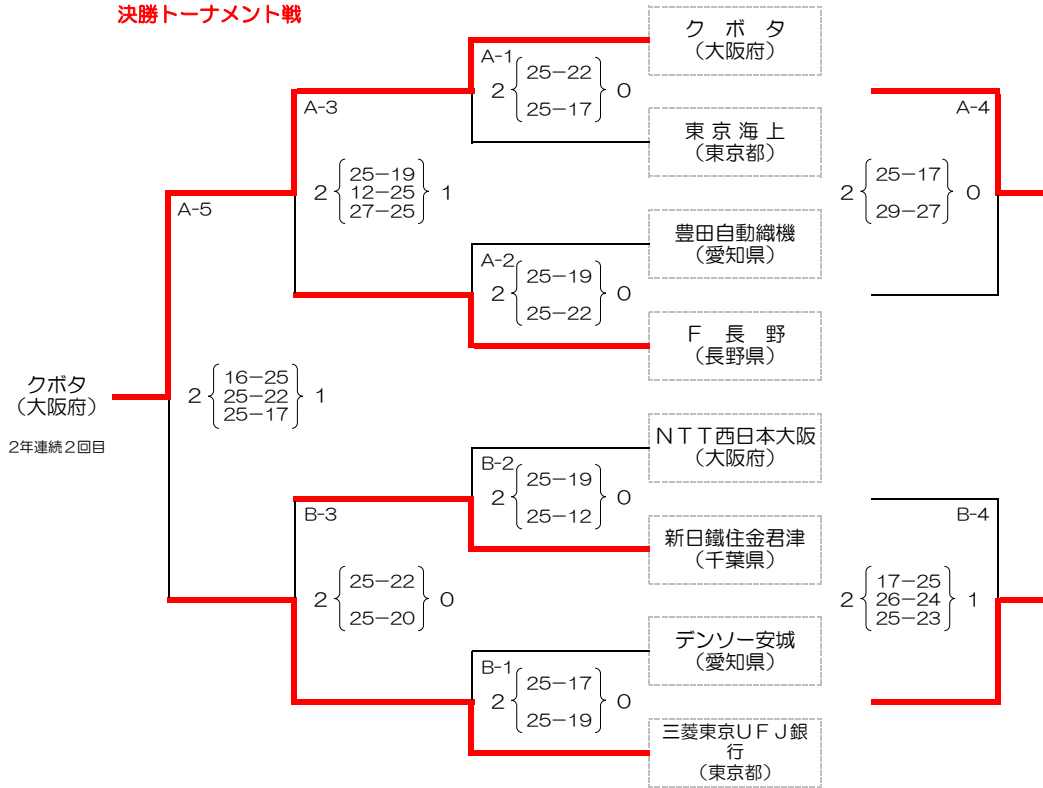 決勝トーナメント戦
クボタ
（大阪府）
A-1
2 25－22 0
25－17
東京海上
（東京都）
A-3
2 25－19 1
12－25
27－25
豊田自動織機
（愛知県）
A-2
2 25－19 0
25－22
Ｆ長野
（長野県）
A-5
2 16－25 1
25－22
25－17
クボタ
（大阪府）
２年連続２回目
ＮＴＴ西日本大阪
（大阪府）
B-2
2 25－19 0
25－12
新日鐵住金君津
（千葉県）
B-3
2 25－22 0
25－20
デンソー安城
（愛知県）
B-1
2 25－17 0
25－19
三菱東京ＵＦＪ銀
行
（東京都）
A-4
2 25－17 0
29－27
B-4
2 17－25 1
26－24
25－23